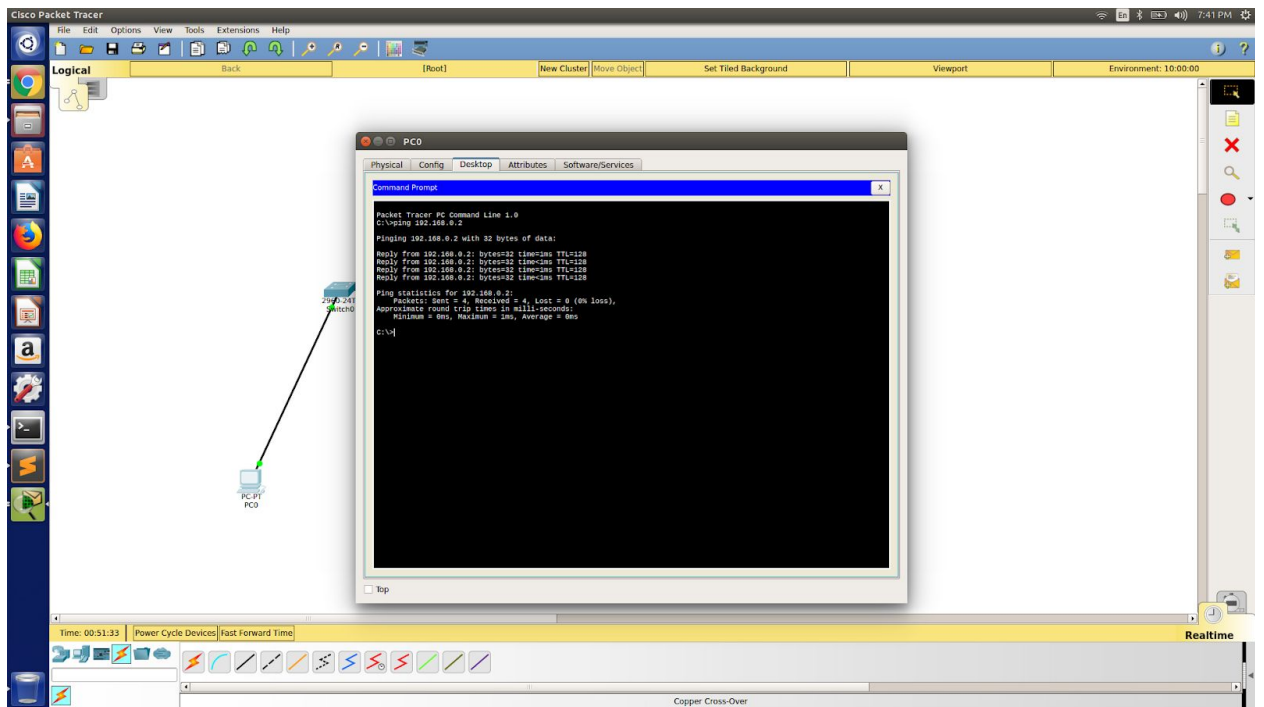 Cisco Packet Tracer
En 7:41 PM
File Edit Options View Tools Extensions Help
Logical Back [Root] New Cluster Move Object Set Tiled Background Viewport Environment: 10:00:00
PC0
Physical Config Desktop Attributes Software/Services
Command Prompt X
Packet Tracer PC Command Line 1.0
C:\>ping 192.168.0.2
Pinging 192.168.0.2 with 32 bytes of data:
Reply from 192.168.0.2: bytes=32 time=1ms TTL=128
Reply from 192.168.0.2: bytes=32 time<1ms TTL=128
Reply from 192.168.0.2: bytes=32 time=1ms TTL=128
Reply from 192.168.0.2: bytes=32 time<1ms TTL=128
Ping statistics for 192.168.0.2:
Packets: Sent = 4, Received = 4, Lost = 0 (0% loss),
Approximate round trip times in milli-seconds:
Minimum = 0ms, Maximum = 1ms, Average = 0ms
C:\>
2960-24T
Switch0
PC-PT
PC0
Top
Time: 00:51:33 Power Cycle Devices Fast Forward Time Realtime
Copper Cross-Over